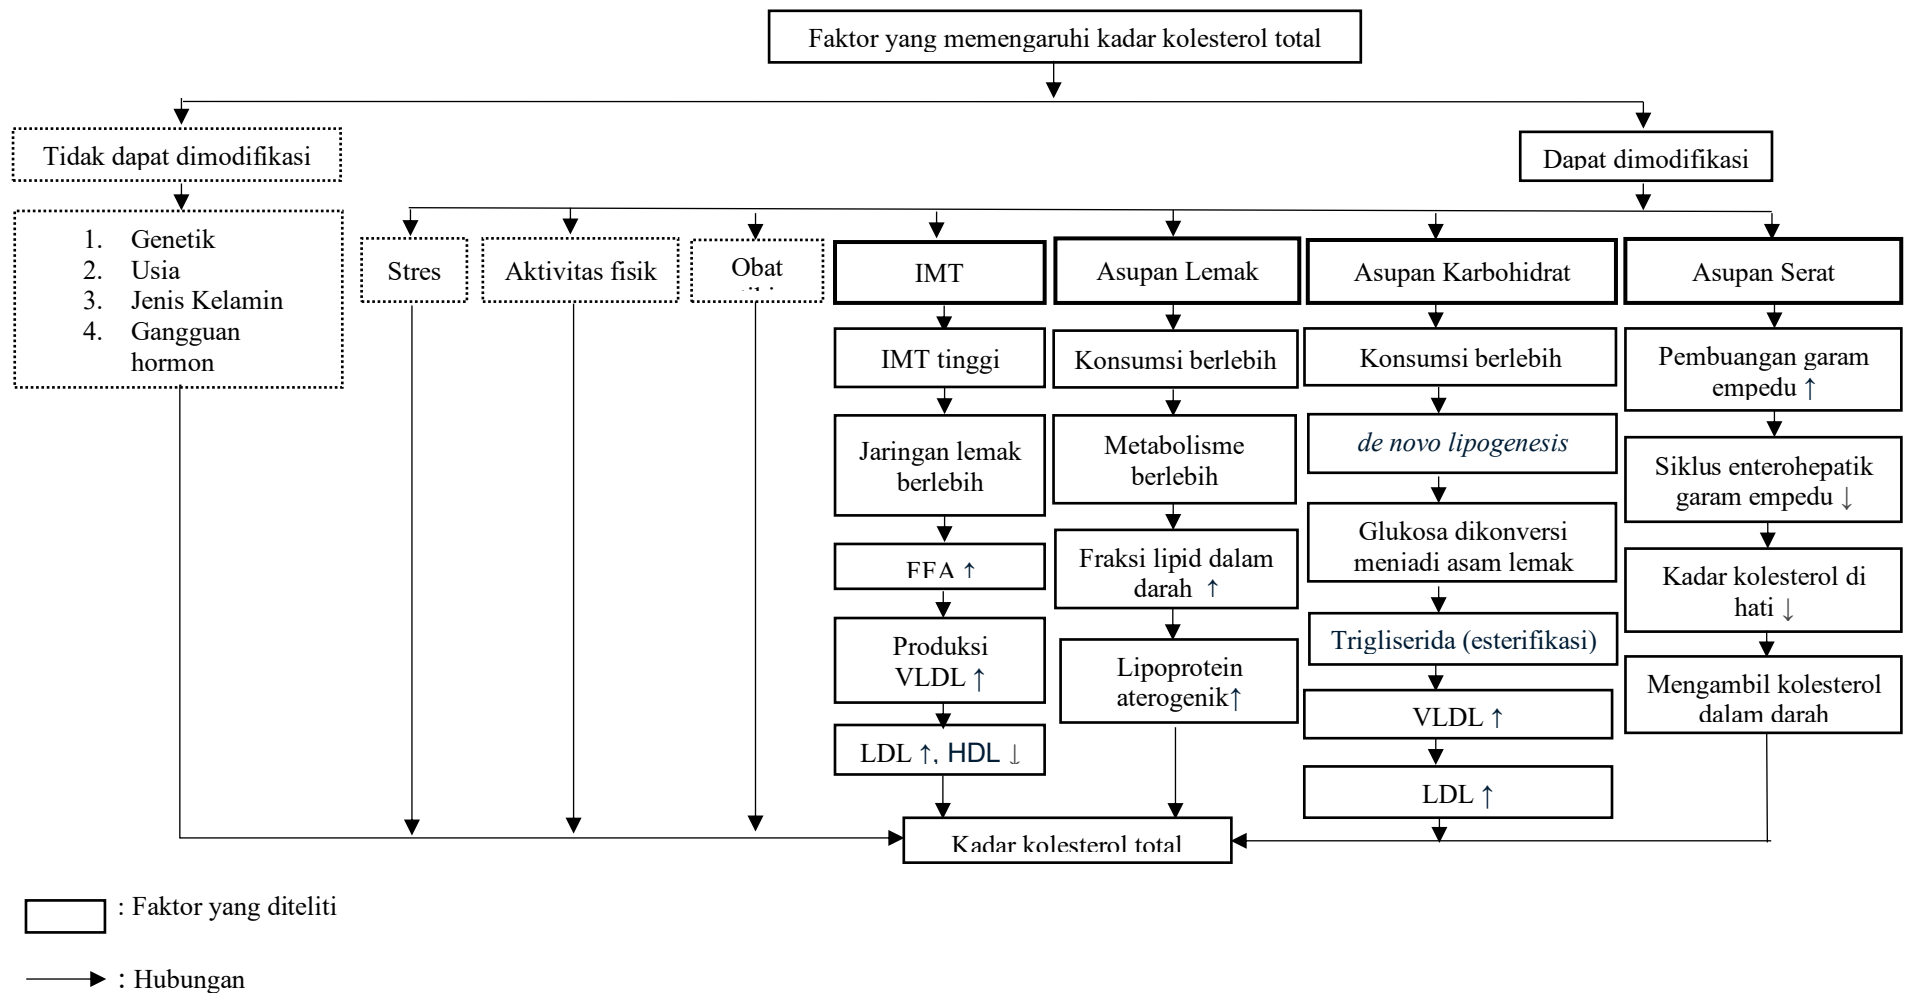 Faktor yang memengaruhi kadar kolesterol total
Tidak dapat dimodifikasi
Dapat dimodifikasi
1. Genetik
2. Usia
3. Jenis Kelamin
4. Gangguan
hormon
Stres
Aktivitas fisik
Obat
IMT
Asupan Lemak
Asupan Karbohidrat
Asupan Serat
IMT tinggi
Jaringan lemak
berlebih
FFA ↑
Produksi
VLDL ↑
LDL ↑, HDL ↓
Konsumsi berlebih
Metabolisme
berlebih
Fraksi lipid dalam
darah ↑
Lipoprotein
aterogenik↑
Konsumsi berlebih
de novo lipogenesis
Glukosa dikonversi
menjadi asam lemak
Trigliserida (esterifikasi)
VLDL ↑
LDL ↑
Pembuangan garam
empedu ↑
Siklus enterohepatik
garam empedu ↓
Kadar kolesterol di
hati ↓
Mengambil kolesterol
dalam darah
Kadar kolesterol total
: Faktor yang diteliti
: Hubungan